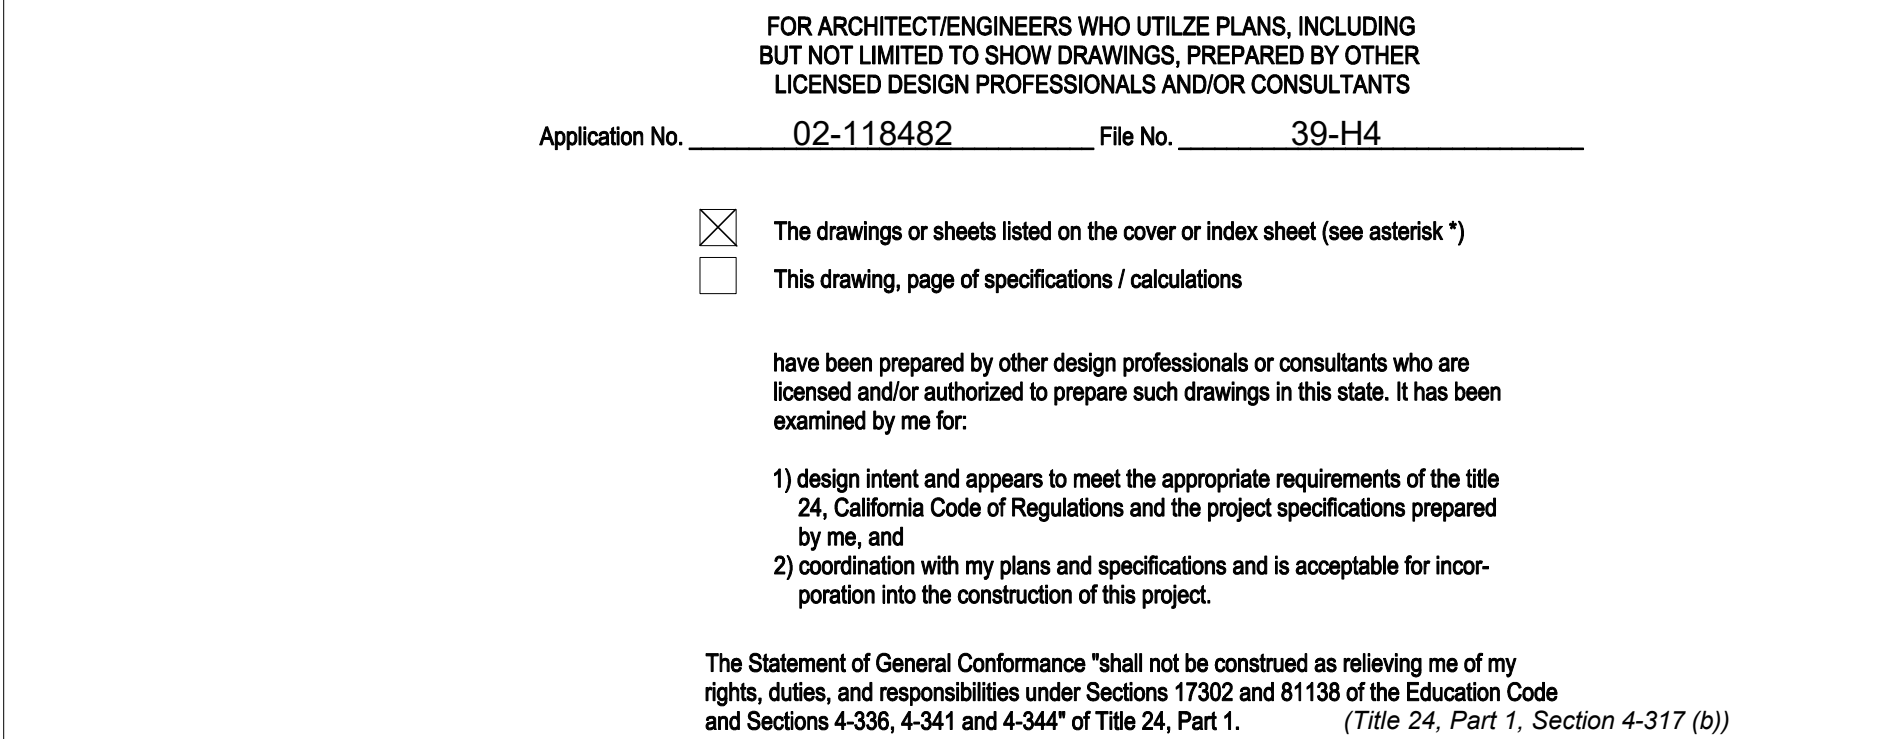 FOR ARCHITECT/ENGINEERS WHO UTILZE PLANS, INCLUDING
BUT NOT LIMITED TO SHOW DRAWINGS, PREPARED BY OTHER
LICENSED DESIGN PROFESSIONALS AND/OR CONSULTANTS
Application No. 02-118482 File No. 39-H4
The drawings or sheets listed on the cover or index sheet (see asterisk *)
This drawing, page of specifications / calculations
have been prepared by other design professionals or consultants who are
licensed and/or authorized to prepare such drawings in this state. It has been
examined by me for:
1) design intent and appears to meet the appropriate requirements of the title
24, California Code of Regulations and the project specifications prepared
by me, and
2) coordination with my plans and specifications and is acceptable for incor-
poration into the construction of this project.
The Statement of General Conformance "shall not be construed as relieving me of my
rights, duties, and responsibilities under Sections 17302 and 81138 of the Education Code
and Sections 4-336, 4-341 and 4-344" of Title 24, Part 1. (Title 24, Part 1, Section 4-317 (b))